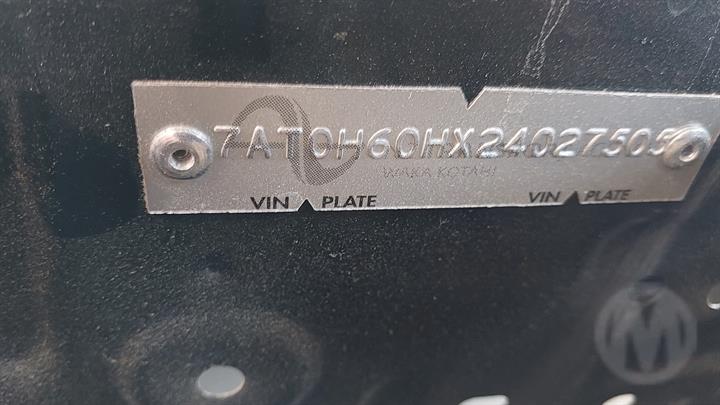 7AT0H60HX24027505
WAKA KOTAHI
VIN PLATE VIN PLATE
M